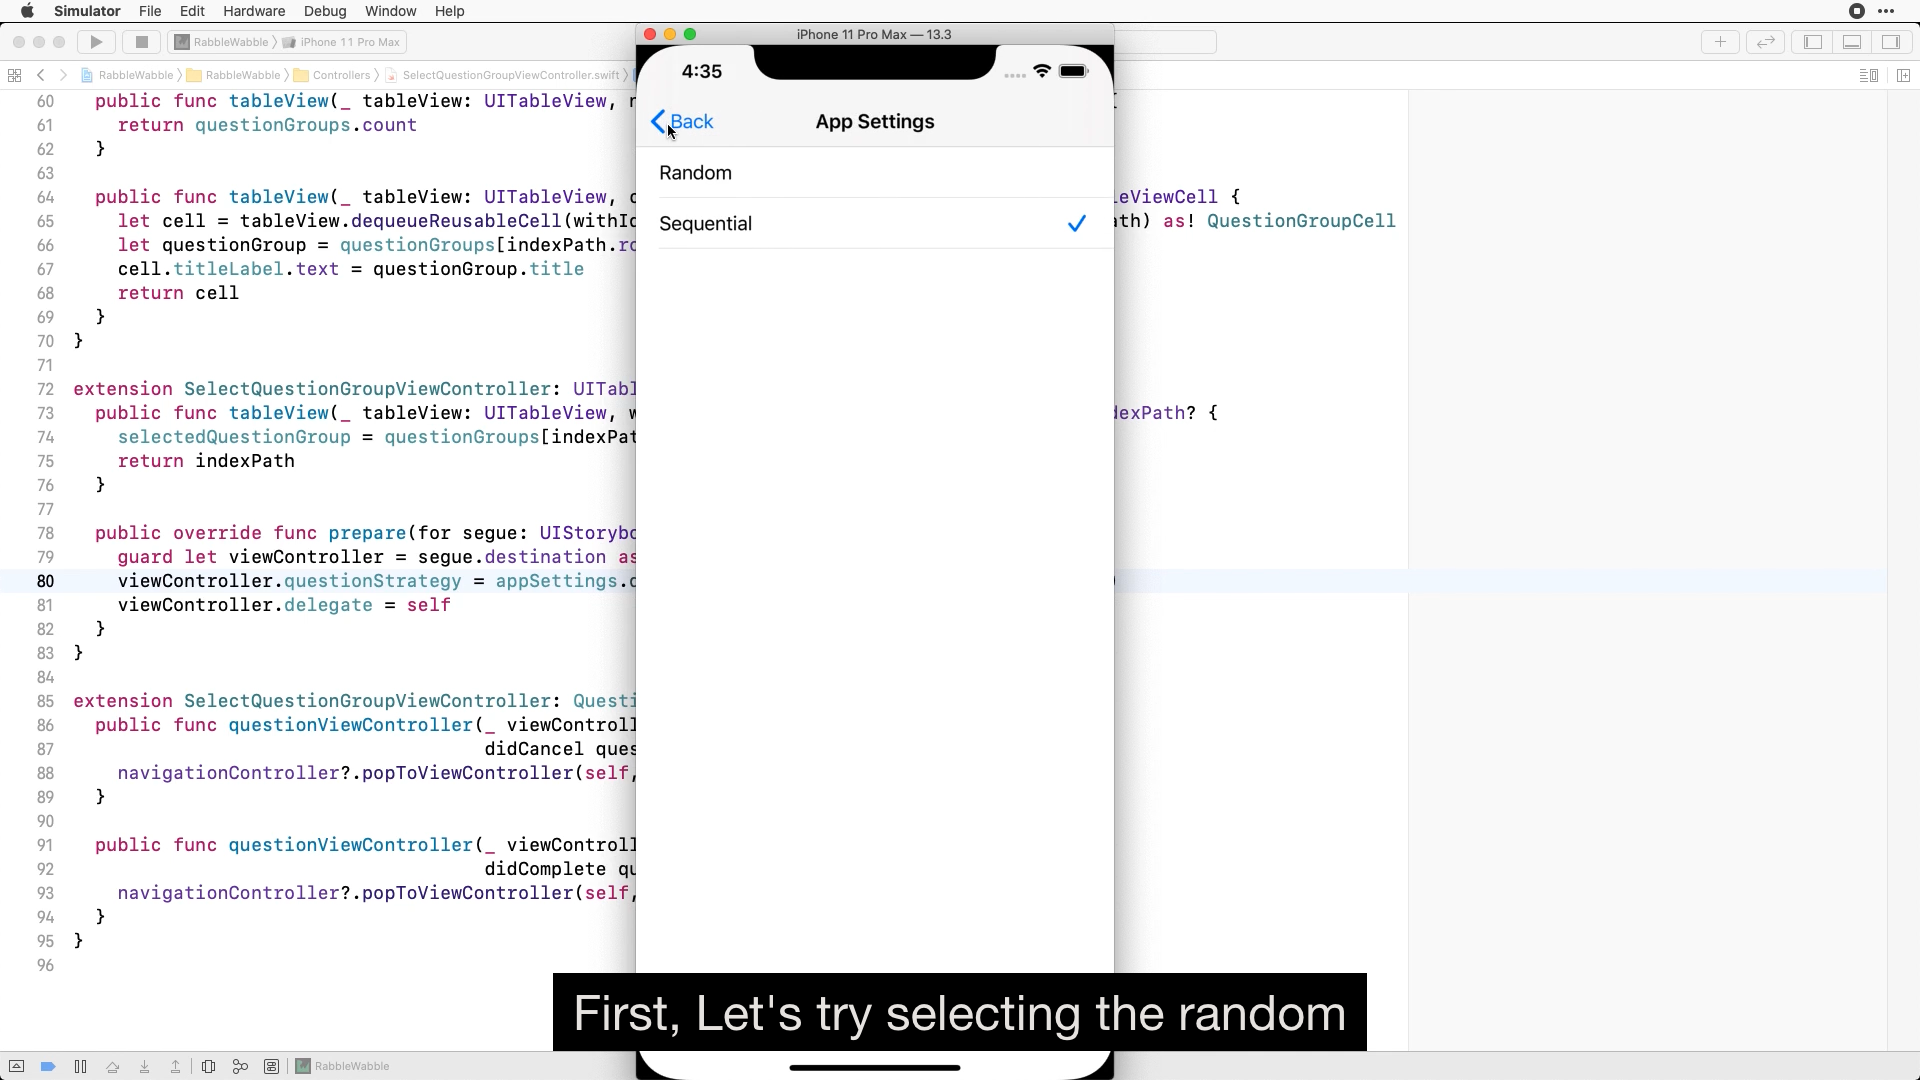 Simulator File Edit Hardware Debug Window Help
RabbleWabble iPhone 11 Pro Max
iPhone 11 Pro Max — 13.3
RabbleWabble RabbleWabble Controllers SelectQuestionGroupViewController.swift
4:35
Back App Settings
Random
Sequential
60 public func tableView(_ tableView: UITableView,
61 return questionGroups.count
62 }
63
64 public func tableView(_ tableView: UITableView, leViewCell {
65 let cell = tableView.dequeueReusableCell(withId ath) as! QuestionGroupCell
66 let questionGroup = questionGroups[indexPath.ro
67 cell.titleLabel.text = questionGroup.title
68 return cell
69 }
70 }
71
72 extension SelectQuestionGroupViewController: UITabl
73 public func tableView(_ tableView: UITableView, w dexPath? {
74 selectedQuestionGroup = questionGroups[indexPat
75 return indexPath
76 }
77
78 public override func prepare(for segue: UIStorybo
79 guard let viewController = segue.destination as
80 viewController.questionStrategy = appSettings.q )
81 viewController.delegate = self
82 }
83 }
84
85 extension SelectQuestionGroupViewController: Questi
86 public func questionViewController(_ viewControll
87 didCancel ques
88 navigationController?.popToViewController(self,
89 }
90
91 public func questionViewController(_ viewControll
92 didComplete qu
93 navigationController?.popToViewController(self,
94 }
95 }
96
First, Let's try selecting the random
RabbleWabble